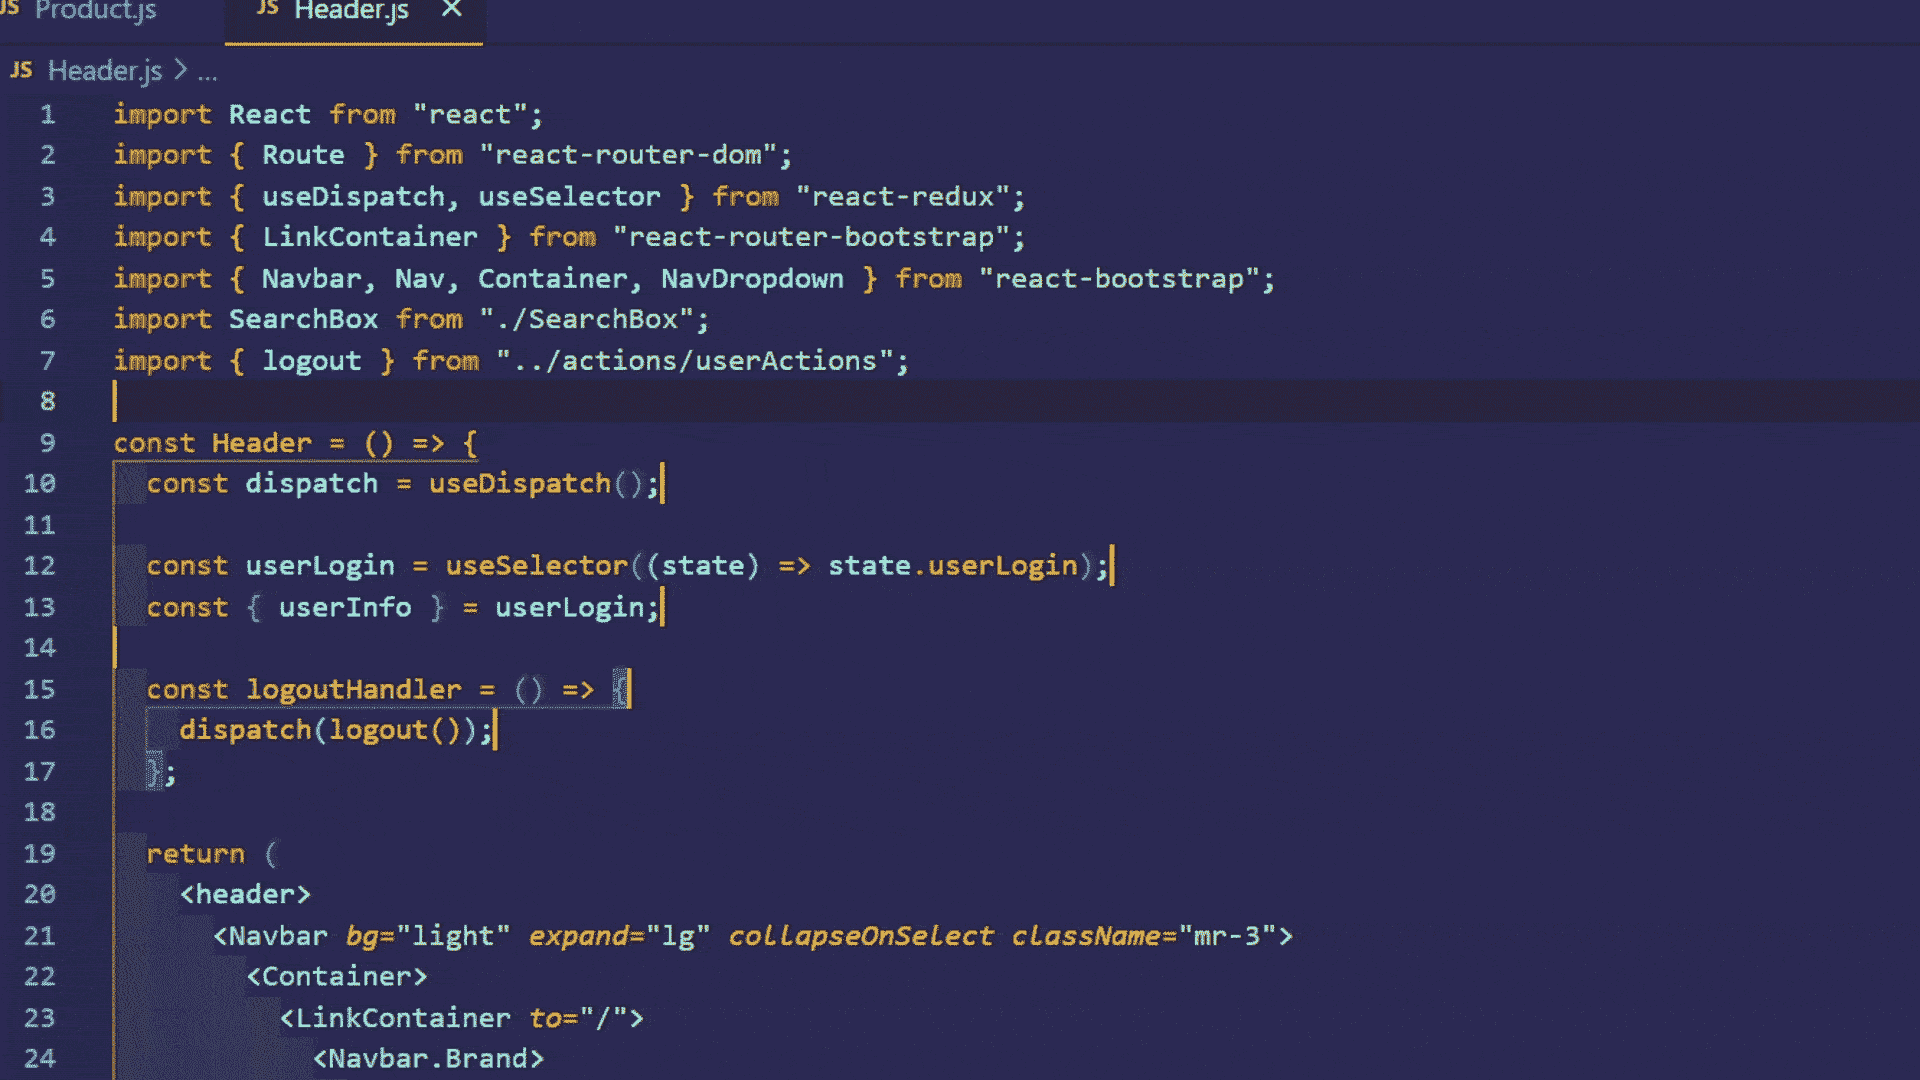 JS Product.js JS Header.js ×
JS Header.js > ...
1 import React from "react";
2 import { Route } from "react-router-dom";
3 import { useDispatch, useSelector } from "react-redux";
4 import { LinkContainer } from "react-router-bootstrap";
5 import { Navbar, Nav, Container, NavDropdown } from "react-bootstrap";
6 import SearchBox from "./SearchBox";
7 import { logout } from "../actions/userActions";
8
9 const Header = () => {
10 const dispatch = useDispatch();
11
12 const userLogin = useSelector((state) => state.userLogin);
13 const { userInfo } = userLogin;
14
15 const logoutHandler = () => {
16 dispatch(logout());
17 };
18
19 return (
20 <header>
21 <Navbar bg="light" expand="lg" collapseOnSelect className="mr-3">
22 <Container>
23 <LinkContainer to="/">
24 <Navbar.Brand>